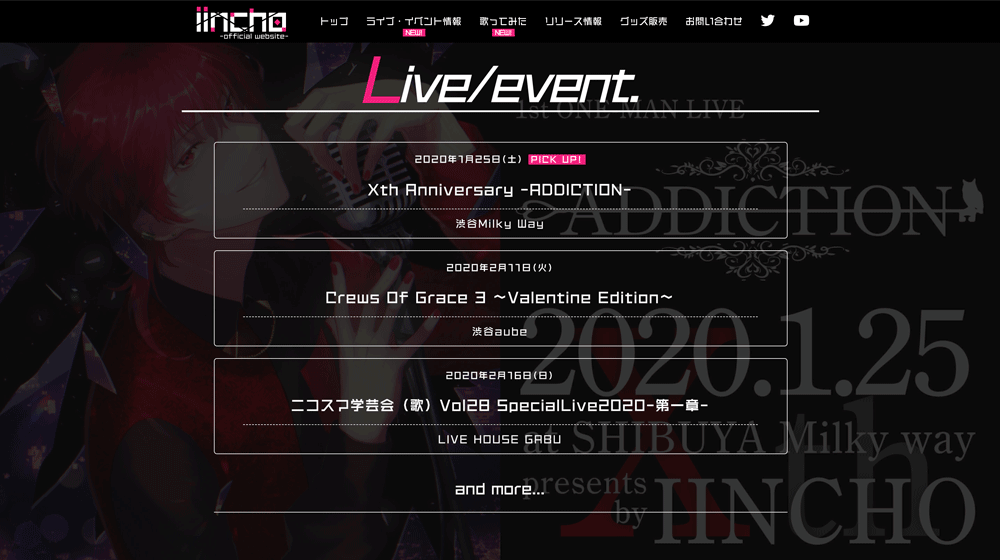 iincho
-official website-
トップ
ライブ・イベント情報
NEW!
歌ってみた
NEW!
リリース情報
グッズ販売
お問い合わせ
Live/event.
1st ONE-MAN LIVE
2020年1月25日(土) PICK UP!
Xth Anniversary -ADDICTION-
渋谷Milky Way
2020年2月11日(火)
Crews Of Grace 3 ～Valentine Edition～
渋谷aube
2020年2月16日(日)
ニコスマ学芸会（歌）Vol28 SpecialLive2020-第一章-
LIVE HOUSE GABU
and more...
ADDICTION
2020.1.25
at SHIBUYA Milky way
Xth
presents
by IINCHO